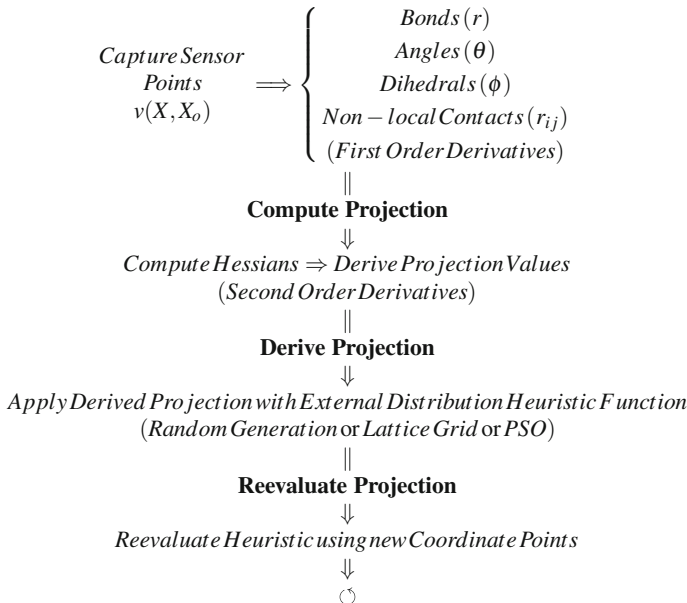 Capture Sensor
Points
v(X, X_o)
⟹
Bonds (r)
Angles (θ)
Dihedrals (ϕ)
Non − local Contacts (r_{ij})
(First Order Derivatives)
||
Compute Projection
⇓
Compute Hessians ⇒ Derive Projection Values
(Second Order Derivatives)
||
Derive Projection
⇓
Apply Derived Projection with External Distribution Heuristic Function
(Random Generation or Lattice Grid or PSO)
||
Reevaluate Projection
⇓
Reevaluate Heuristic using new Coordinate Points
⇓
↺